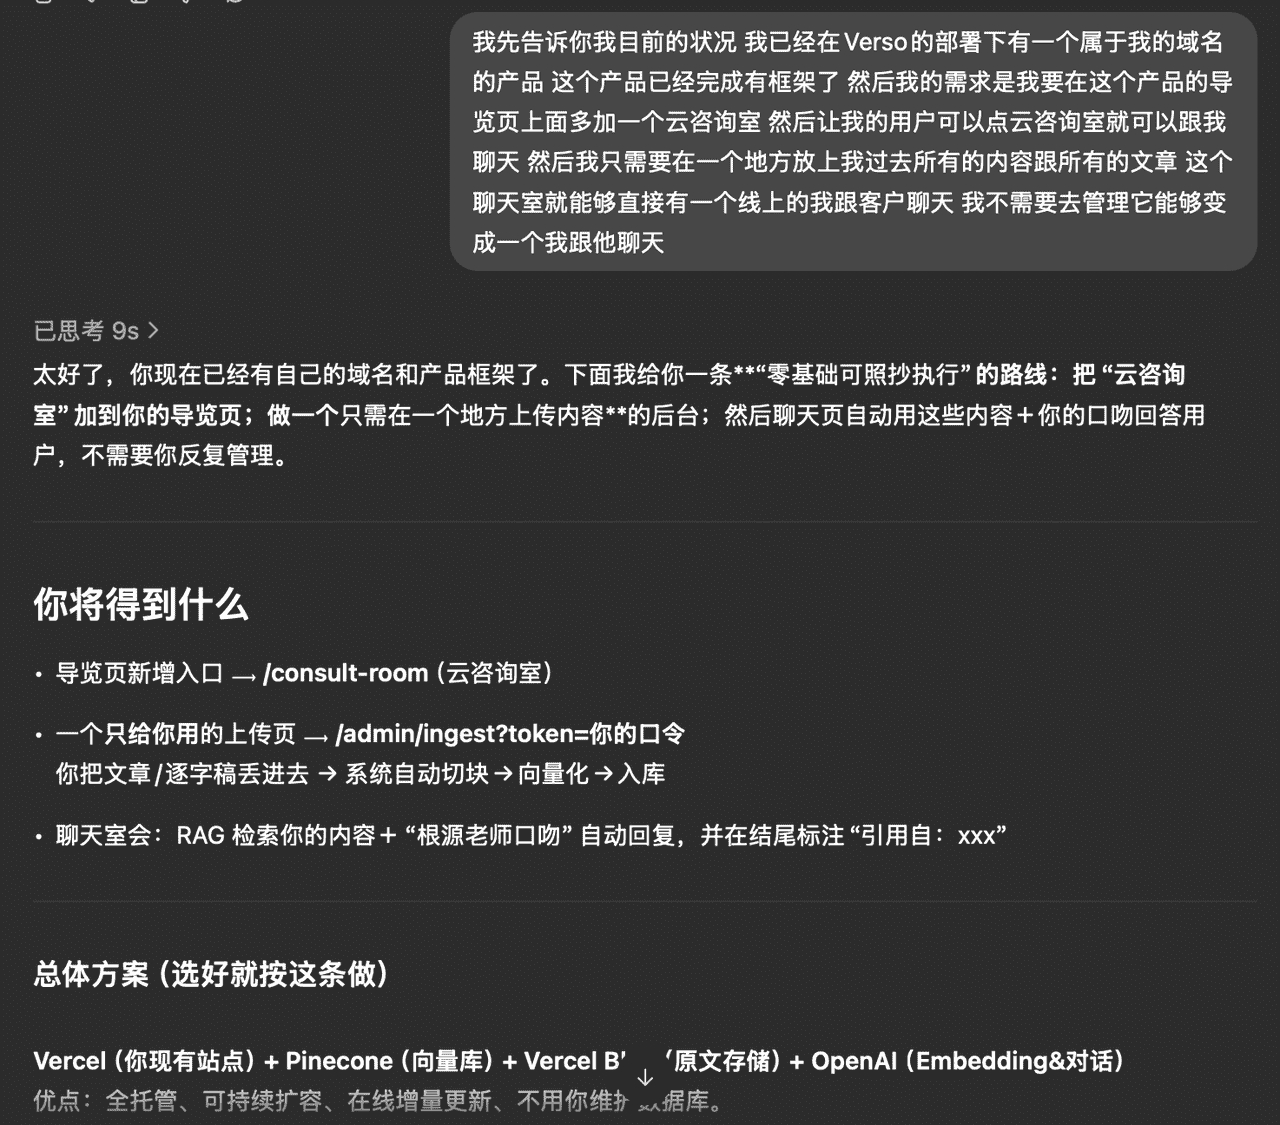 我先告诉你我目前的状况 我已经在Verso的部署下有一个属于我的域名
的产品 这个产品已经完成有框架了 然后我的需求是我要在这个产品的导
览页上面多加一个云咨询室 然后让我的用户可以点云咨询室就可以跟我
聊天 然后我只需要在一个地方放上我过去所有的内容跟所有的文章 这个
聊天室就能够直接有一个线上的我跟客户聊天 我不需要去管理它能够变
成一个我跟他聊天
已思考 9s
太好了，你现在已经有自己的域名和产品框架了。下面我给你一条**“零基础可照抄执行” 的路线：把 “云咨询
室” 加到你的导览页；做一个只需在一个地方上传内容**的后台；然后聊天页自动用这些内容＋你的口吻回答用
户，不需要你反复管理。
你将得到什么
• 导览页新增入口 → /consult-room（云咨询室）
• 一个只给你用的上传页 → /admin/ingest?token=你的口令
你把文章/逐字稿丢进去 → 系统自动切块→向量化→入库
• 聊天室会：RAG 检索你的内容＋ “根源老师口吻” 自动回复，并在结尾标注 “引用自：xxx”
总体方案（选好就按这条做）
Vercel（你现有站点）+ Pinecone（向量库）+ Vercel 原文存储）+ OpenAI（Embedding&对话）
优点：全托管、可持续扩容、在线增量更新、不用你维护数据库。